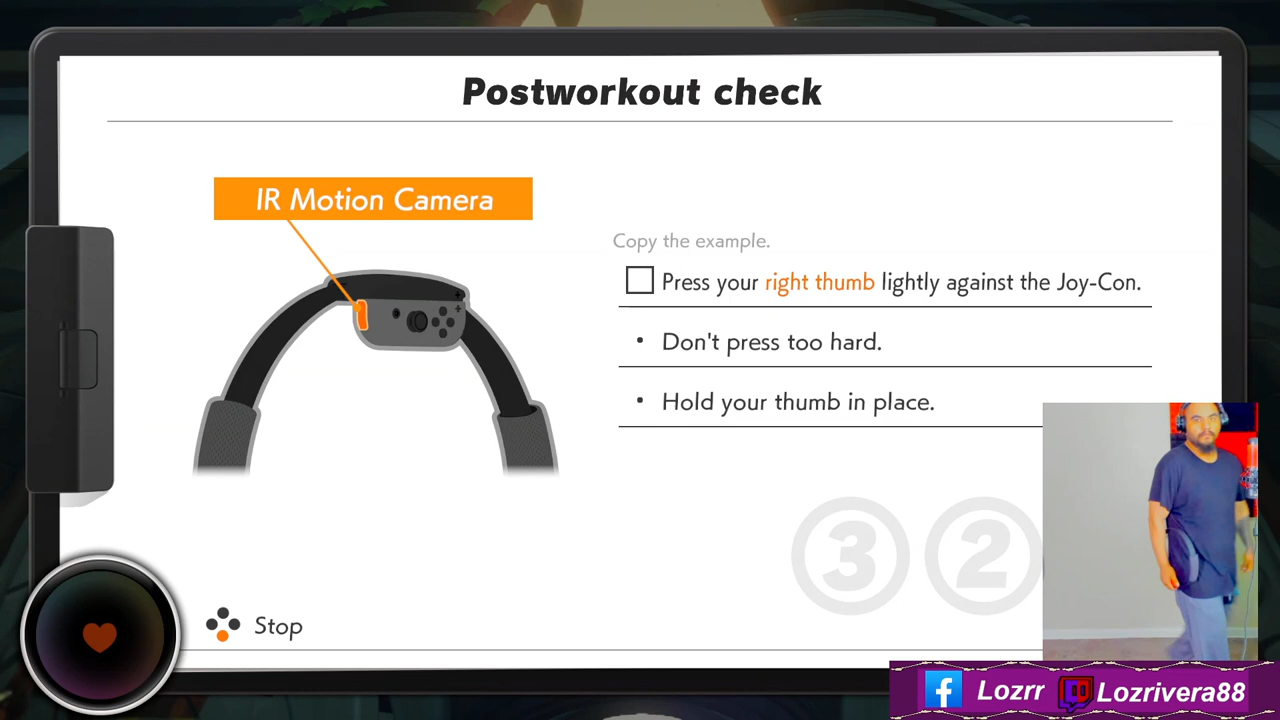 Postworkout check
IR Motion Camera
Copy the example.
Press your right thumb lightly against the Joy-Con.
• Don't press too hard.
• Hold your thumb in place.
3 2
Stop
Lozrr
Lozrivera88